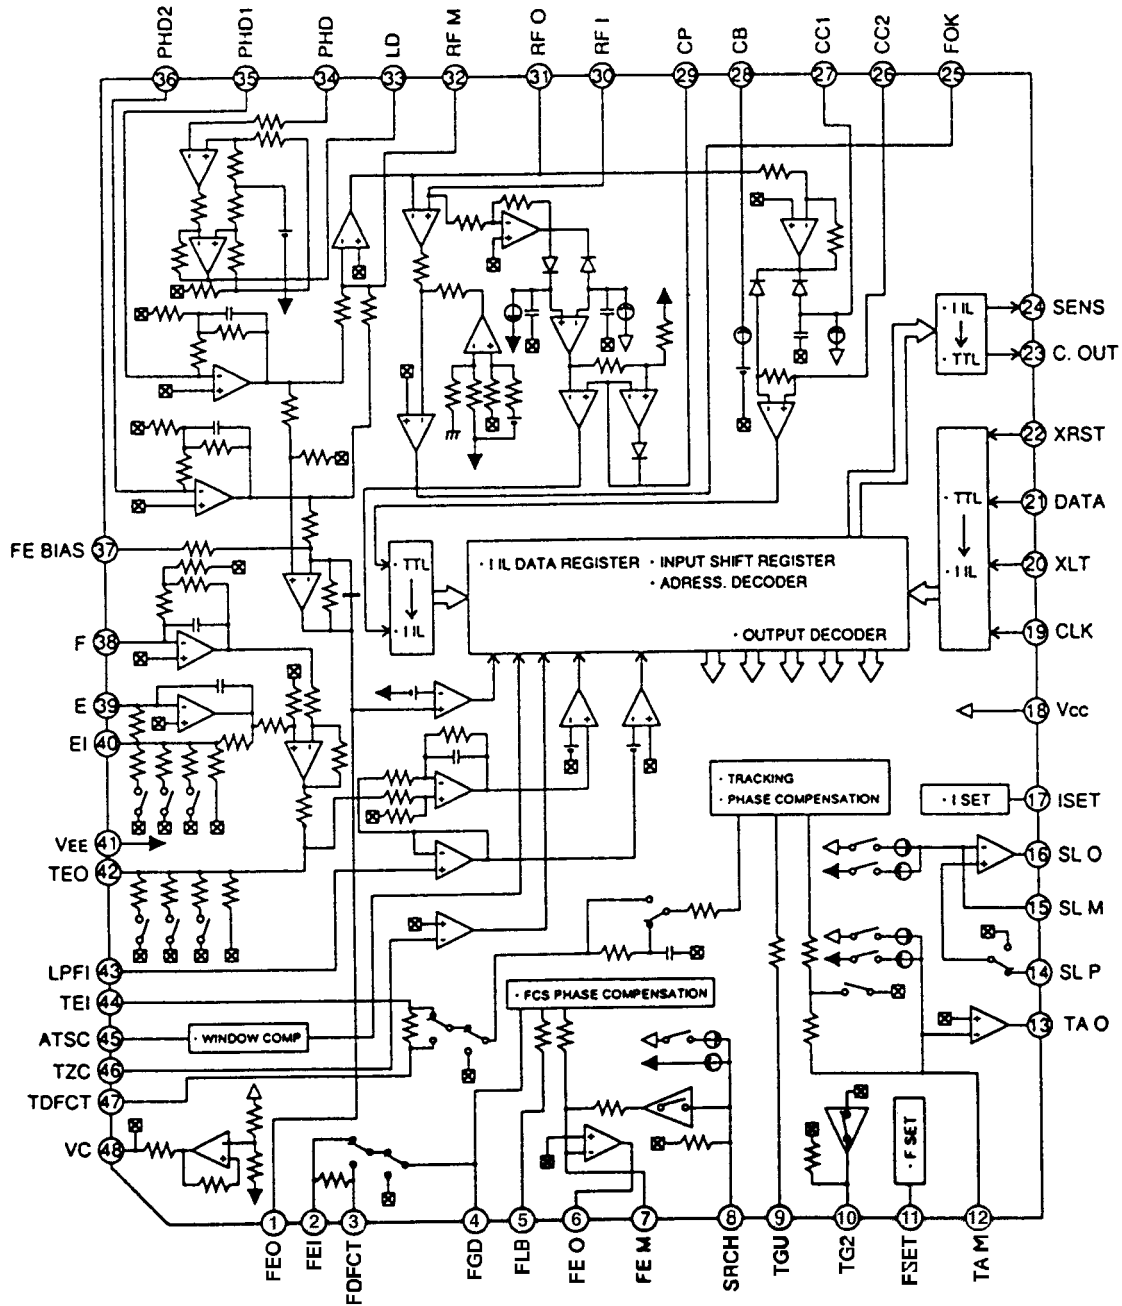 PHD2
PHD1
PHD
LD
RF M
RF O
RF I
CP
CB
CC1
CC2
FOK
36
35
34
33
32
31
30
29
28
27
26
25
24 SENS
23 C. OUT
22 XRST
21 DATA
20 XLT
19 CLK
18 Vcc
17 ISET
16 SL O
15 SL M
14 SL P
13 TA O
FE BIAS 37
F 38
E 39
EI 40
VEE 41
TEO 42
LPFI 43
TEI 44
ATSC 45
TZC 46
TDFCT 47
VC 48
· IIL
· TTL
· TTL
· IIL
· TTL
· IIL
· IIL DATA REGISTER · INPUT SHIFT REGISTER
· ADRESS. DECODER
· OUTPUT DECODER
· TRACKING
· PHASE COMPENSATION
· I SET
· FCS PHASE COMPENSATION
· WINDOW COMP
· F SET
1
2
3
4
5
6
7
8
9
10
11
12
FEO
FEI
FDFCT
FGD
FLB
FE O
FE M
SRCH
TGU
TG2
FSET
TA M